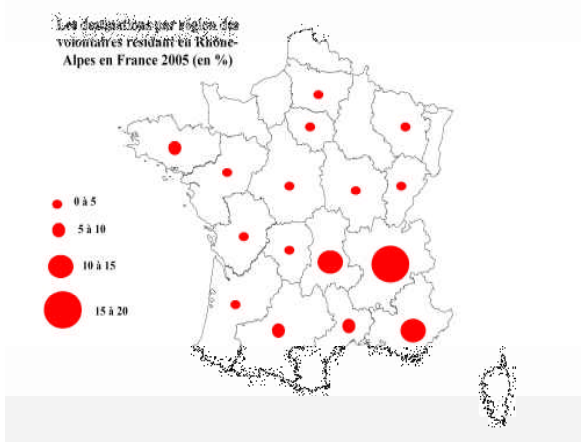 Les destinations par région des
volontaires résidant en Rhône-
Alpes en France 2005 (en %)
0 à 5
5 à 10
10 à 15
15 à 20